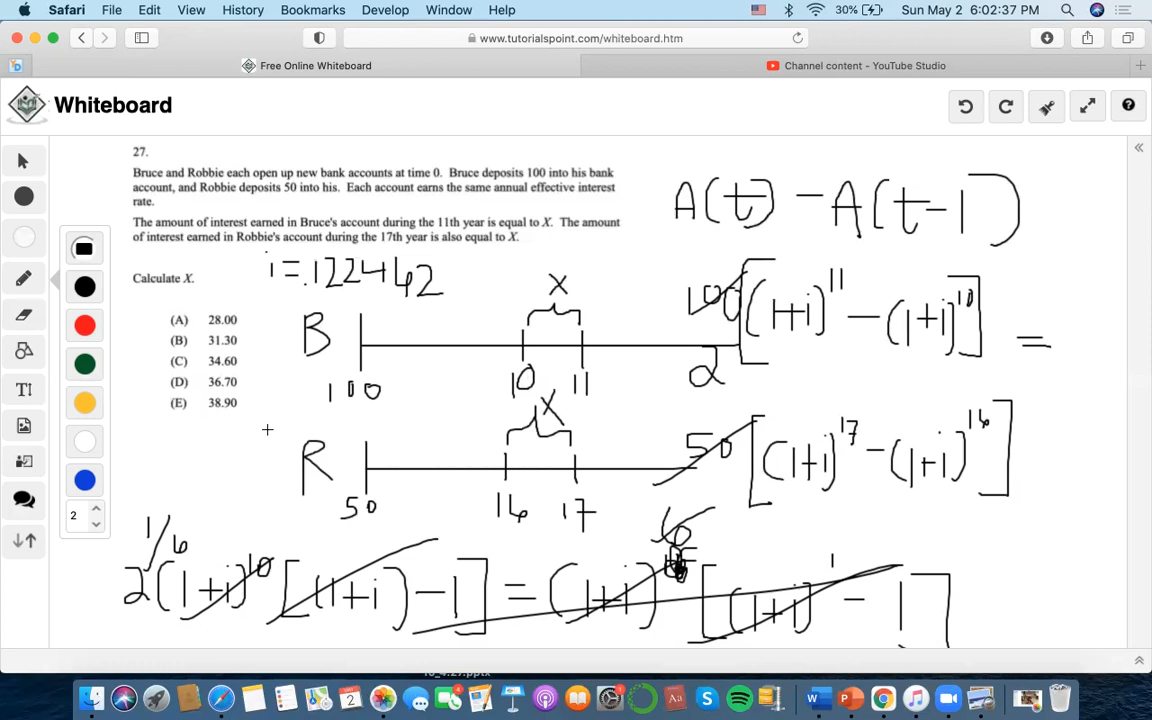 Safari File Edit View History Bookmarks Develop Window Help 30% Sun May 2 6:02:37 PM
www.tutorialspoint.com/whiteboard.htm
Free Online Whiteboard Channel content - YouTube Studio
Whiteboard
27.
Bruce and Robbie each open up new bank accounts at time 0. Bruce deposits 100 into his bank
account, and Robbie deposits 50 into his. Each account earns the same annual effective interest
rate.
The amount of interest earned in Bruce's account during the 11th year is equal to X. The amount
of interest earned in Robbie's account during the 17th year is also equal to X.
Calculate X.
(A) 28.00
(B) 31.30
(C) 34.60
(D) 36.70
(E) 38.90
A(t) - A(t-1)
i = .122462
B 100 10 11 X
100 2 [(1+i)^11 - (1+i)^10] =
R 50 16 17 X
50 [(1+i)^17 - (1+i)^16]
2^1/6 (1+i)^10 [(1+i) - 1] = (1+i)^6 [(1+i)^1 - 1]
T
2
16_4.27.pptx